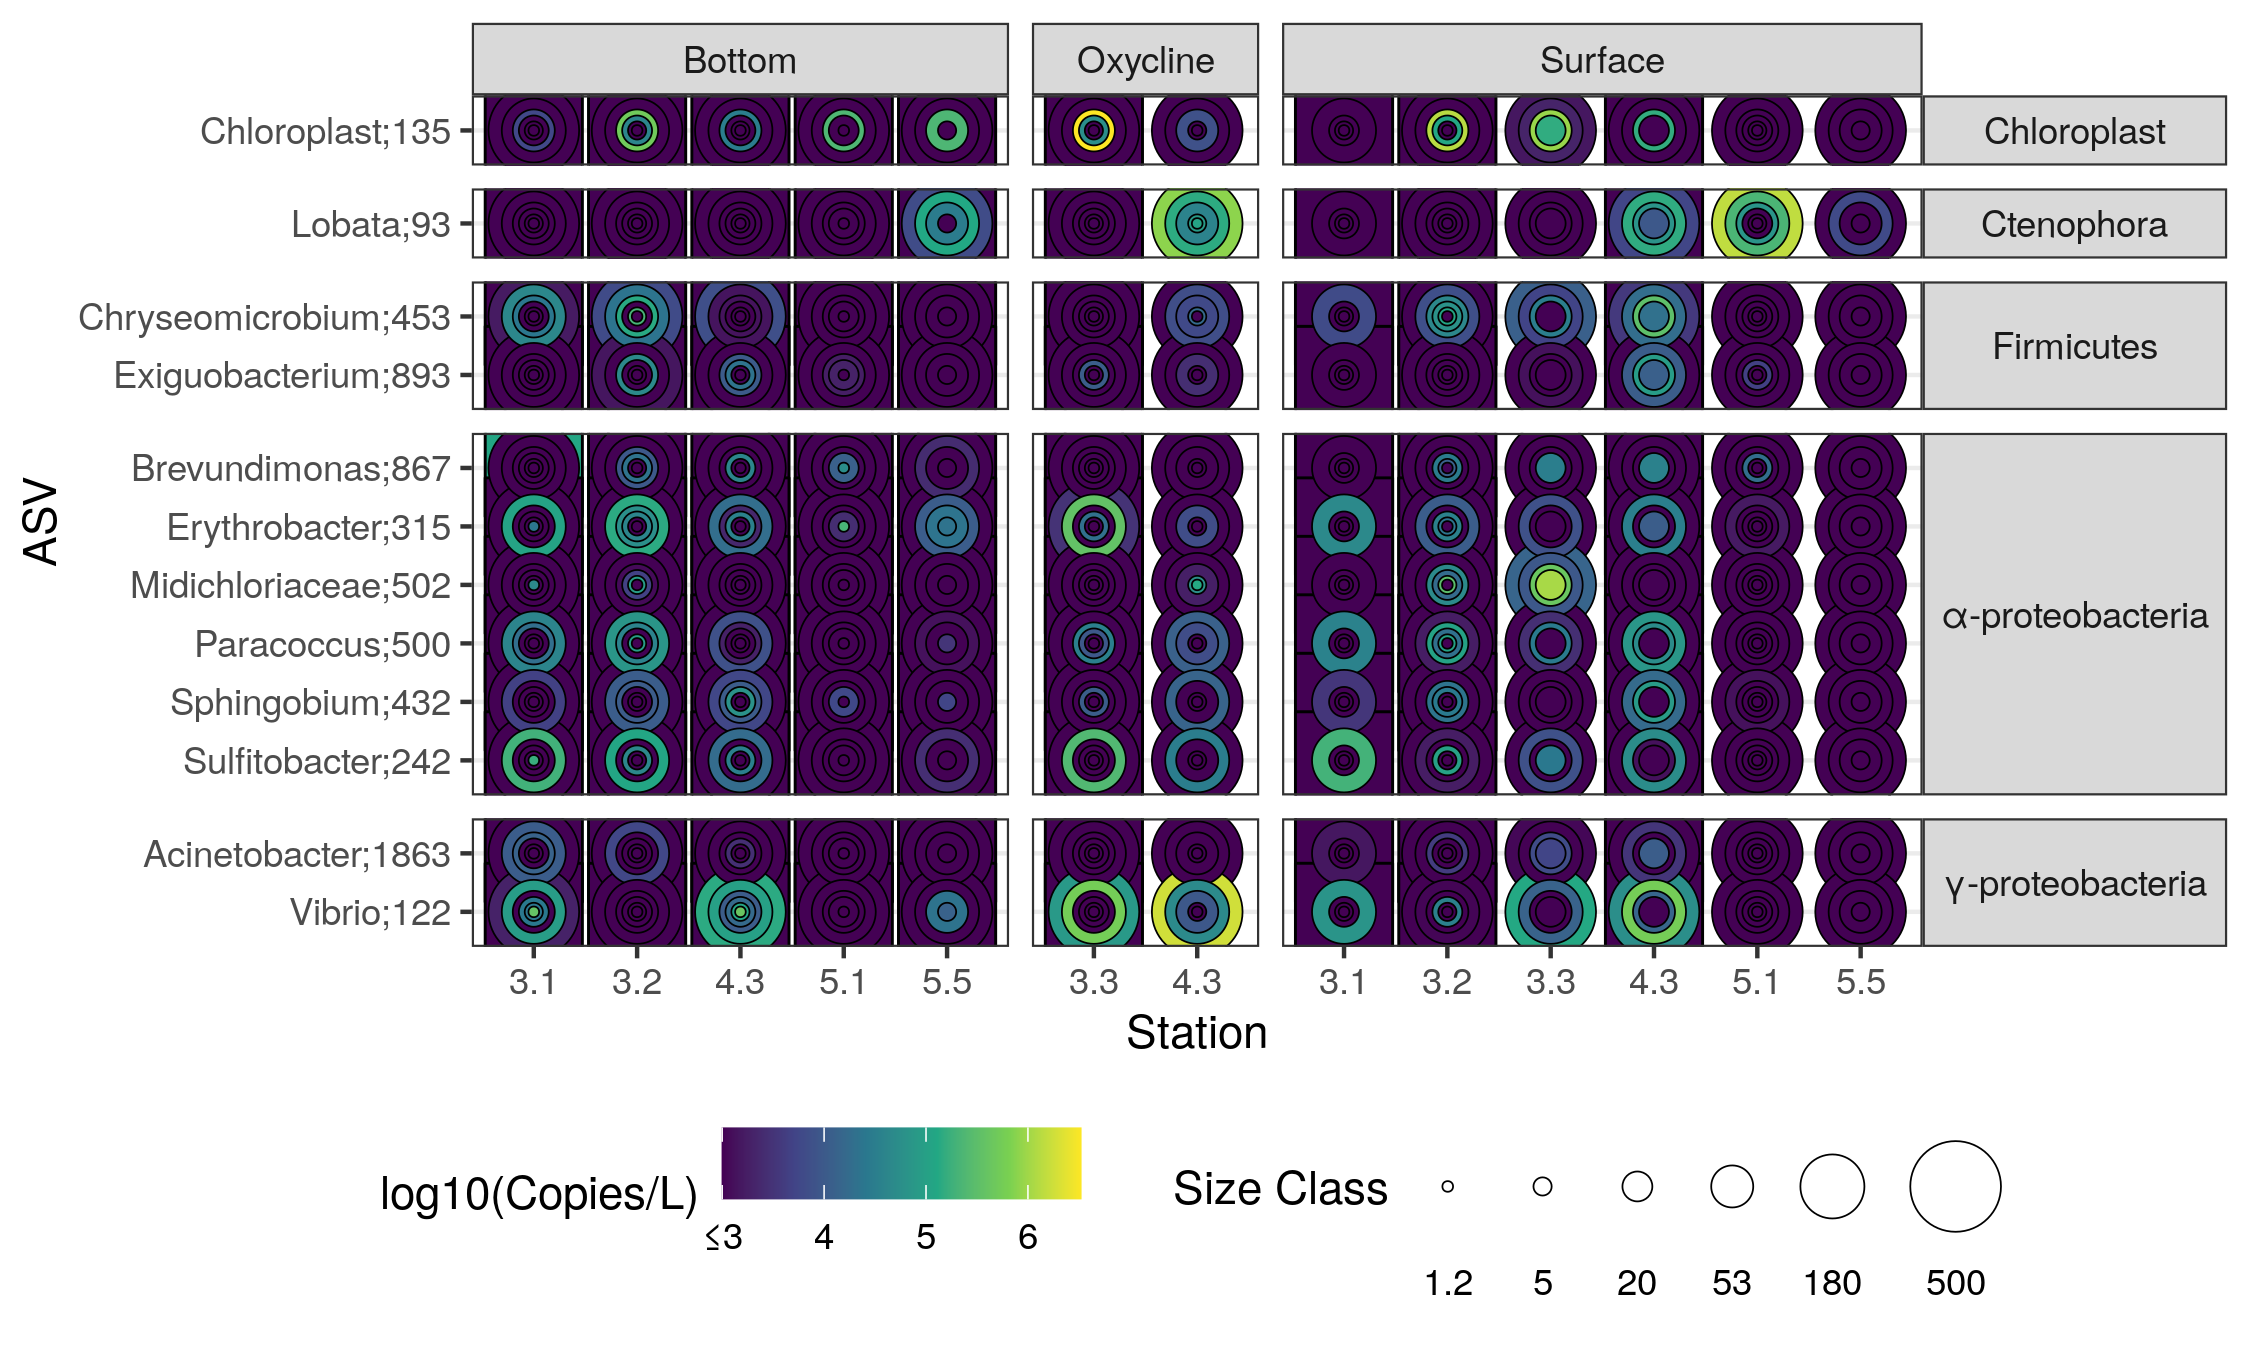 Bottom Oxycline Surface
Chloroplast;135 Chloroplast
Lobata;93 Ctenophora
Chryseomicrobium;453
Firmicutes
Exiguobacterium;893
Brevundimonas;867
Erythrobacter;315
Midichloriaceae;502
α-proteobacteria
Paracoccus;500
Sphingobium;432
Sulfitobacter;242
Acinetobacter;1863
γ-proteobacteria
Vibrio;122
ASV
3.1 3.2 4.3 5.1 5.5 3.3 4.3 3.1 3.2 3.3 4.3 5.1 5.5
Station
log10(Copies/L)
≤3 4 5 6
Size Class
1.2 5 20 53 180 500